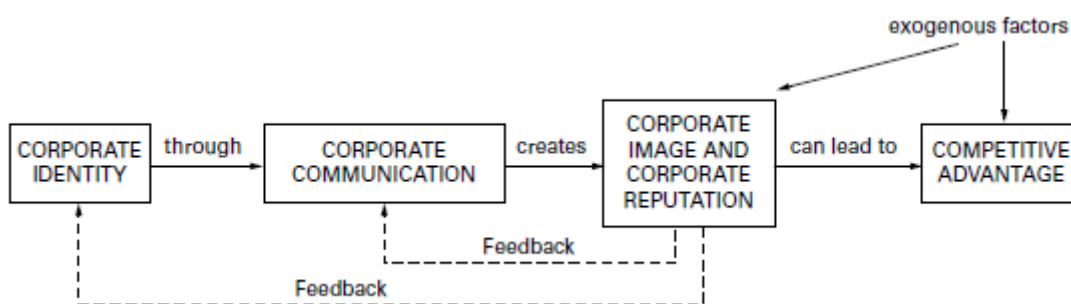 exogenous factors
CORPORATE
IDENTITY
through
CORPORATE
COMMUNICATION
creates
CORPORATE
IMAGE AND
CORPORATE
REPUTATION
can lead to
COMPETITIVE
ADVANTAGE
Feedback
Feedback